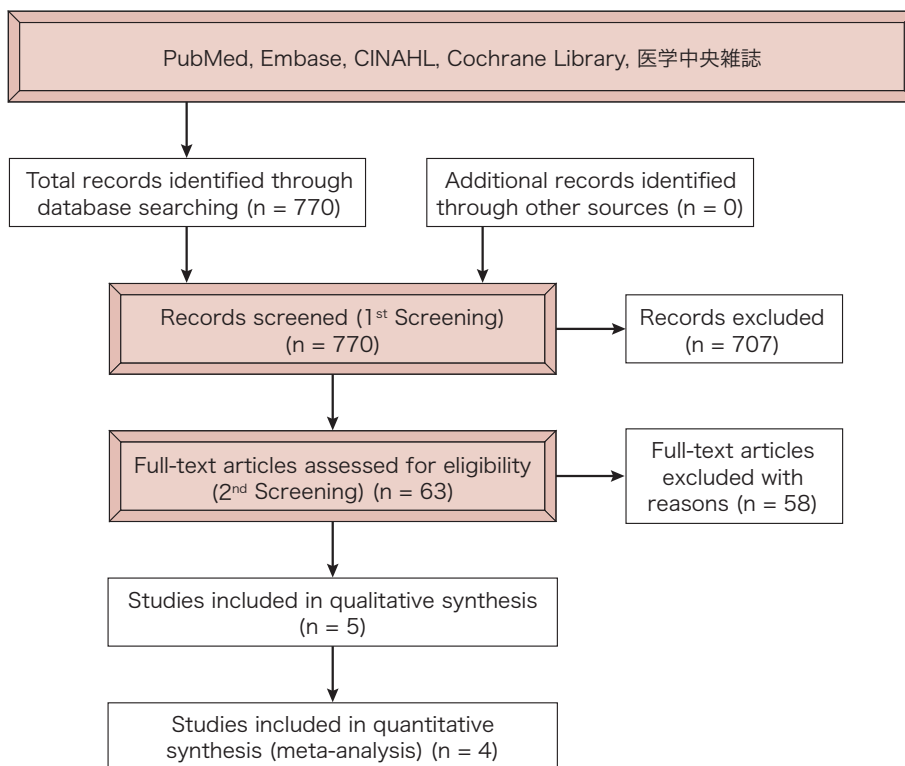 PubMed, Embase, CINAHL, Cochrane Library, 医学中央雑誌
Total records identified through
database searching (n = 770)
Additional records identified
through other sources (n = 0)
Records screened (1st Screening)
(n = 770)
Records excluded
(n = 707)
Full-text articles assessed for eligibility
(2nd Screening) (n = 63)
Full-text articles
excluded with
reasons (n = 58)
Studies included in qualitative synthesis
(n = 5)
Studies included in quantitative
synthesis (meta-analysis) (n = 4)